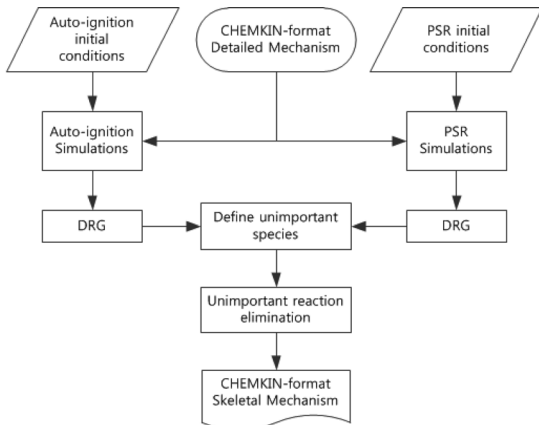 Auto-ignition
initial
conditions
CHEMKIN-format
Detailed Mechanism
PSR initial
conditions
Auto-ignition
Simulations
PSR
Simulations
DRG
Define unimportant
species
DRG
Unimportant reaction
elimination
CHEMKIN-format
Skeletal Mechanism